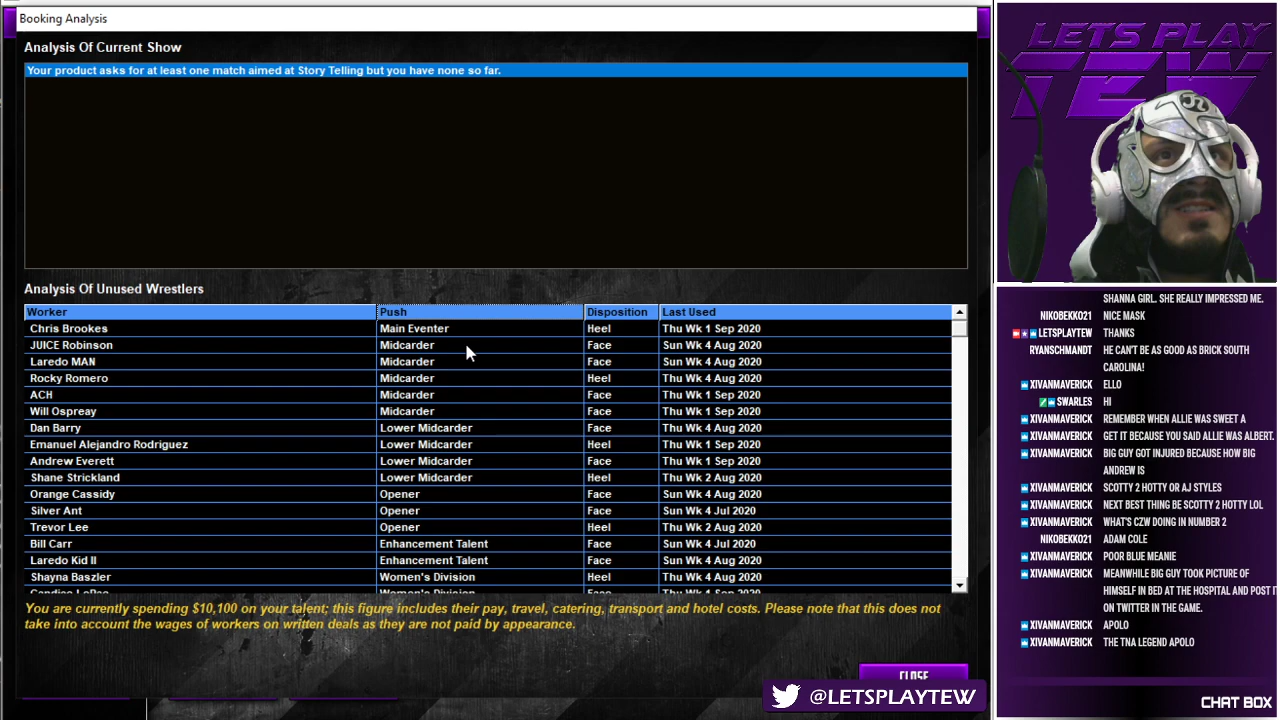 Booking Analysis
Analysis Of Current Show
Your product asks for at least one match aimed at Story Telling but you have none so far.
Analysis Of Unused Wrestlers
Worker Push Disposition Last Used
Chris Brookes Main Eventer Heel Thu Wk 1 Sep 2020
JUICE Robinson Midcarder Face Sun Wk 4 Aug 2020
Laredo MAN Midcarder Face Sun Wk 4 Aug 2020
Rocky Romero Midcarder Heel Thu Wk 4 Aug 2020
ACH Midcarder Face Thu Wk 1 Sep 2020
Will Ospreay Midcarder Face Thu Wk 1 Sep 2020
Dan Barry Lower Midcarder Face Thu Wk 4 Aug 2020
Emanuel Alejandro Rodriguez Lower Midcarder Heel Thu Wk 1 Sep 2020
Andrew Everett Lower Midcarder Face Thu Wk 1 Sep 2020
Shane Strickland Lower Midcarder Heel Thu Wk 2 Aug 2020
Orange Cassidy Opener Face Sun Wk 4 Aug 2020
Silver Ant Opener Face Sun Wk 4 Jul 2020
Trevor Lee Opener Heel Thu Wk 2 Aug 2020
Bill Carr Enhancement Talent Face Sun Wk 4 Jul 2020
Laredo Kid II Enhancement Talent Face Sun Wk 4 Aug 2020
Shayna Baszler Women's Division Heel Thu Wk 4 Aug 2020
You are currently spending $10,100 on your talent; this figure includes their pay, travel, catering, transport and hotel costs. Please note that this does
not take into account the wages of workers on written deals as they are not paid by appearance.
CLOSE
@LETSPLAYTEW
LETS PLAY
TEW
SHANNA GIRL. SHE REALLY IMPRESSED ME.
NIKOBEKKO21 NICE MASK
LETSPLAYTEW THANKS
RYANSCHMANDT HE CAN'T BE AS GOOD AS BRICK SOUTH
CAROLINA!
XIVANMAVERICK ELLO
SWARLES HI
XIVANMAVERICK REMEMBER WHEN ALLIE WAS SWEET A
XIVANMAVERICK GET IT BECAUSE YOU SAID ALLIE WAS ALBERT.
XIVANMAVERICK BIG GUY GOT INJURED BECAUSE HOW BIG
ANDREW IS
XIVANMAVERICK SCOTTY 2 HOTTY OR AJ STYLES
XIVANMAVERICK NEXT BEST THING BE SCOTTY 2 HOTTY LOL
XIVANMAVERICK WHAT'S CZW DOING IN NUMBER 2
NIKOBEKKO21 ADAM COLE
XIVANMAVERICK POOR BLUE MEANIE
XIVANMAVERICK MEANWHILE BIG GUY TOOK PICTURE OF
HIMSELF IN BED AT THE HOSPITAL AND POST IT
ON TWITTER IN THE GAME.
XIVANMAVERICK APOLO
XIVANMAVERICK THE TNA LEGEND APOLO
CHAT BOX